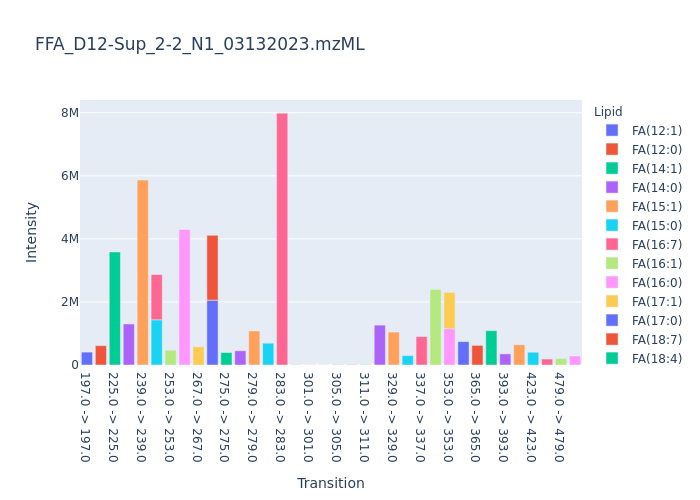 FFA_D12-Sup_2-2_N1_03132023.mzML
Lipid
FA(12:1)
FA(12:0)
FA(14:1)
FA(14:0)
FA(15:1)
FA(15:0)
FA(16:7)
FA(16:1)
FA(16:0)
FA(17:1)
FA(17:0)
FA(18:7)
FA(18:4)
8M
6M
4M
2M
0
Intensity
197.0 -> 197.0
225.0 -> 225.0
239.0 -> 239.0
253.0 -> 253.0
267.0 -> 267.0
275.0 -> 275.0
279.0 -> 279.0
283.0 -> 283.0
301.0 -> 301.0
305.0 -> 305.0
311.0 -> 311.0
329.0 -> 329.0
337.0 -> 337.0
353.0 -> 353.0
365.0 -> 365.0
393.0 -> 393.0
423.0 -> 423.0
479.0 -> 479.0
Transition